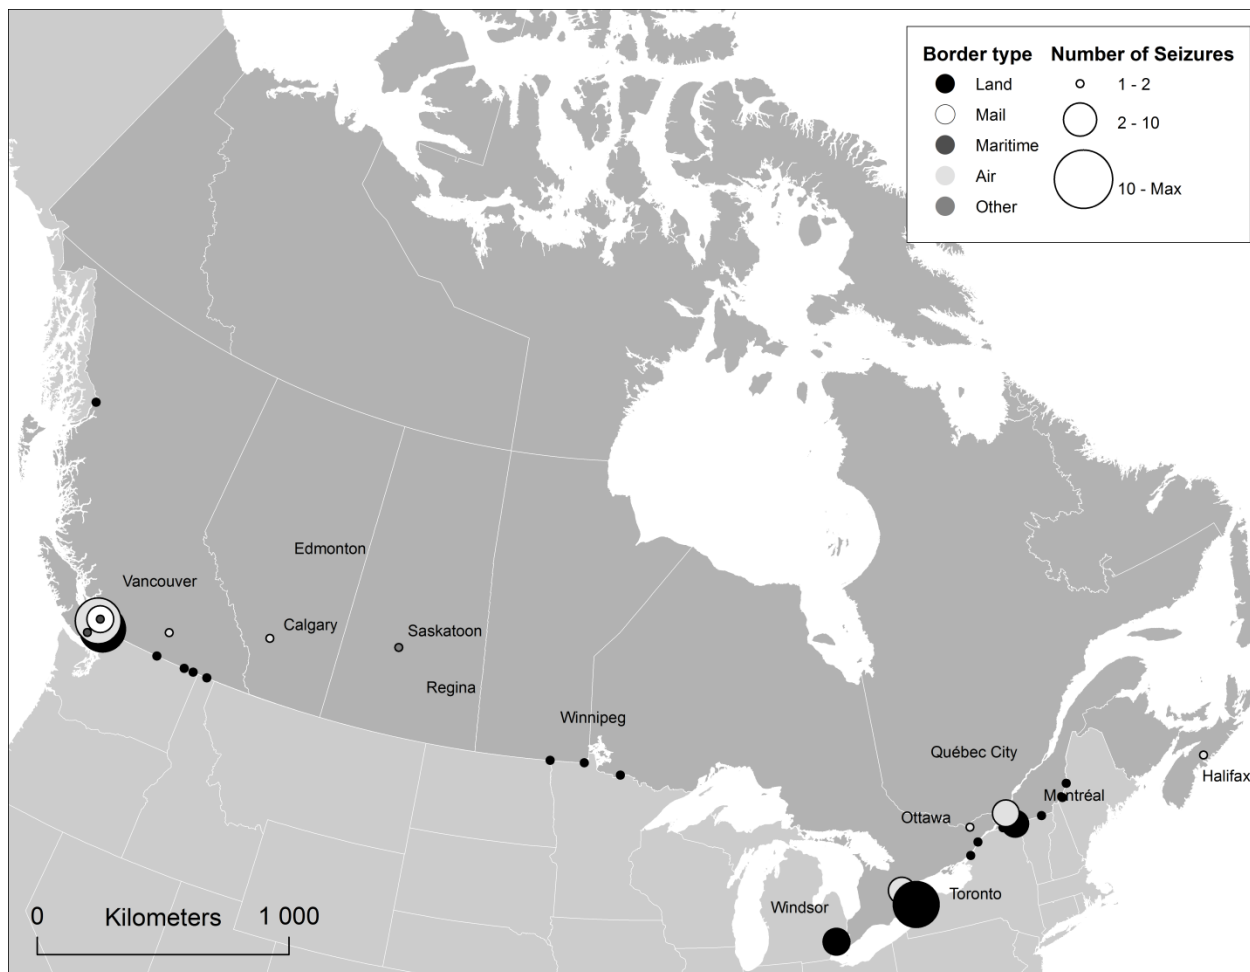 Border type
Number of Seizures
Land
Mail
Maritime
Air
Other
1 - 2
2 - 10
10 - Max
Edmonton
Vancouver
Calgary
Saskatoon
Regina
Winnipeg
Québec City
Halifax
Montréal
Ottawa
Toronto
Windsor
0 Kilometers 1 000